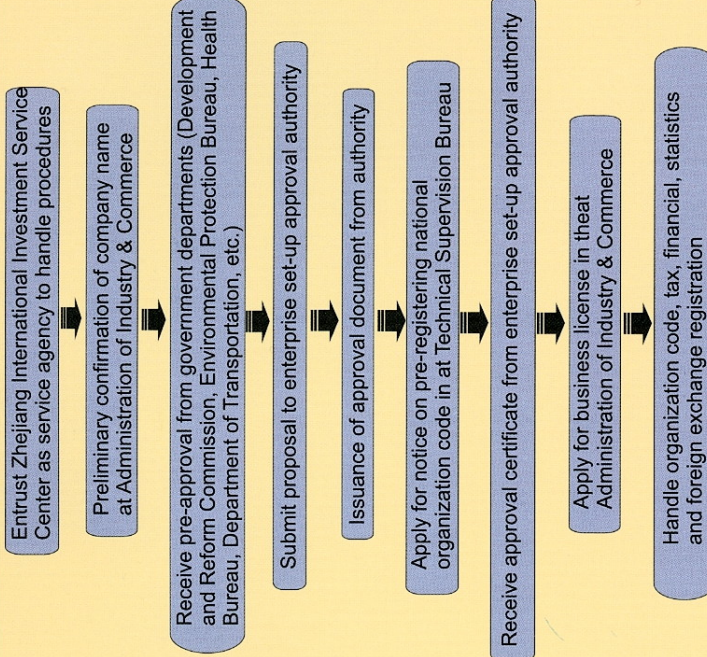 Entrust Zhejiang International Investment Service
Center as service agency to handle procedures
Preliminary confirmation of company name
at Administration of Industry & Commerce
Receive pre-approval from government departments (Development
and Reform Commission, Environmental Protection Bureau, Health
Bureau, Department of Transportation, etc.)
Submit proposal to enterprise set-up approval authority
Issuance of approval document from authority
Apply for notice on pre-registering national
organization code in at Technical Supervision Bureau
Receive approval certificate from enterprise set-up approval authority
Apply for business license in threat
Administration of Industry & Commerce
Handle organization code, tax, financial, statistics
and foreign exchange registration